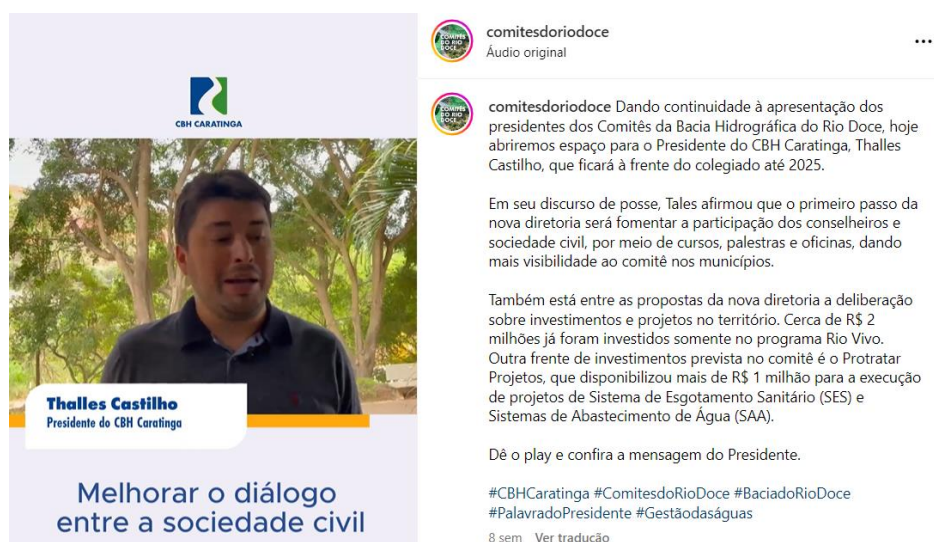 CBH CARATINGA
Thalles Castilho
Presidente do CBH Caratinga
Melhorar o diálogo
entre a sociedade civil
COMITÊS
DO RIO
DOCE
comitesdoriodoce
Áudio original
COMITÊS
DO RIO
DOCE
comitesdoriodoce Dando continuidade à apresentação dos
presidentes dos Comitês da Bacia Hidrográfica do Rio Doce, hoje
abriremos espaço para o Presidente do CBH Caratinga, Thalles
Castilho, que ficará à frente do colegiado até 2025.
Em seu discurso de posse, Tales afirmou que o primeiro passo da
nova diretoria será fomentar a participação dos conselheiros e
sociedade civil, por meio de cursos, palestras e oficinas, dando
mais visibilidade ao comitê nos municípios.
Também está entre as propostas da nova diretoria a deliberação
sobre investimentos e projetos no território. Cerca de R$ 2
milhões já foram investidos somente no programa Rio Vivo.
Outra frente de investimentos prevista no comitê é o Protratar
Projetos, que disponibilizou mais de R$ 1 milhão para a execução
de projetos de Sistema de Esgotamento Sanitário (SES) e
Sistemas de Abastecimento de Água (SAA).
Dê o play e confira a mensagem do Presidente.
#CBHCaratinga #ComitesdoRioDoce #BaciadoRioDoce
#PalavradoPresidente #Gestãodaságuas
8 sem Ver tradução